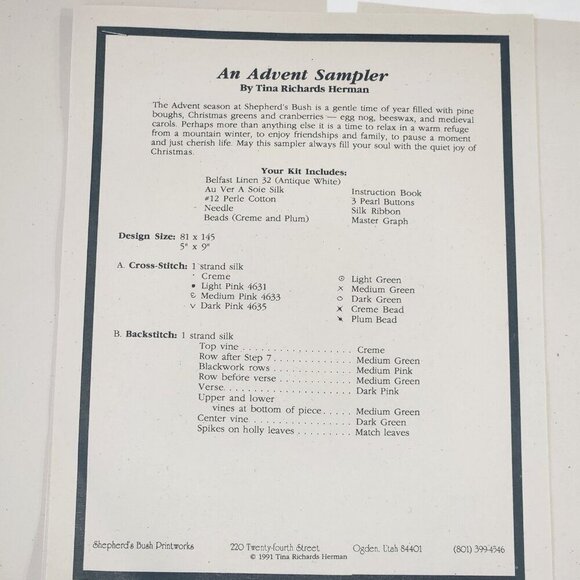 An Advent Sampler
By Tina Richards Herman
The Advent season at Shepherd's Bush is a gentle time of year filled with pine
boughs, Christmas greens and cranberries — egg nog, beeswax, and medieval
carols. Perhaps more than anything else it is a time to relax in a warm refuge
from a mountain winter, to enjoy friendships and family, to pause a moment
and just cherish life. May this sampler always fill your soul with the quiet joy of
Christmas.
Your Kit Includes:
Belfast Linen 32 (Antique White)
Au Ver A Soie Silk Instruction Book
#12 Perle Cotton 3 Pearl Buttons
Needle Silk Ribbon
Beads (Creme and Plum) Master Graph
Design Size: 81 x 145
5" x 9"
A. Cross-Stitch: 1 strand silk
· Creme ⊙ Light Green
• Light Pink 4631 × Medium Green
Medium Pink 4633 Dark Green
v Dark Pink 4635 Creme Bead
Plum Bead
B. Backstitch: 1 strand silk
Top vine . . . . . . . . . . . . . . . . . . . . Creme
Row after Step 7 . . . . . . . . . . . . . . . Medium Green
Blackwork rows . . . . . . . . . . . . . . . . Medium Pink
Row before verse . . . . . . . . . . . . . . Medium Green
Verse . . . . . . . . . . . . . . . . . . . . . . . Dark Pink
Upper and lower
vines at bottom of piece . . . . . Medium Green
Center vine . . . . . . . . . . . . . . . . . . Dark Green
Spikes on holly leaves . . . . . . . . . Match leaves
Shepherd's Bush Printworks 220 Twenty-fourth Street Ogden, Utah 84401 (801) 399-4546
© 1991 Tina Richards Herman